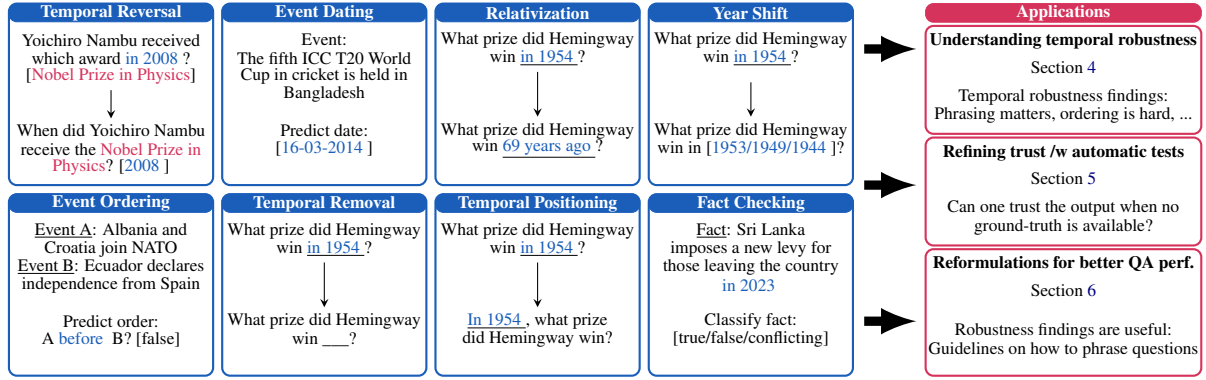 Temporal Reversal
Yoichiro Nambu received
which award in 2008 ?
[Nobel Prize in Physics]
When did Yoichiro Nambu
receive the Nobel Prize in
Physics? [2008 ]
Event Dating
Event:
The fifth ICC T20 World
Cup in cricket is held in
Bangladesh
Predict date:
[16-03-2014 ]
Relativization
What prize did Hemingway
win in 1954 ?
What prize did Hemingway
win 69 years ago ?
Year Shift
What prize did Hemingway
win in 1954 ?
What prize did Hemingway
win in [1953/1949/1944 ]?
Event Ordering
Event A: Albania and
Croatia join NATO
Event B: Ecuador declares
independence from Spain
Predict order:
A before B? [false]
Temporal Removal
What prize did Hemingway
win in 1954 ?
What prize did Hemingway
win ___?
Temporal Positioning
What prize did Hemingway
win in 1954 ?
In 1954 , what prize
did Hemingway win?
Fact Checking
Fact: Sri Lanka
imposes a new levy for
those leaving the country
in 2023
Classify fact:
[true/false/conflicting]
Applications
Understanding temporal robustness
Section 4
Temporal robustness findings:
Phrasing matters, ordering is hard, ...
Refining trust /w automatic tests
Section 5
Can one trust the output when no
ground-truth is available?
Reformulations for better QA perf.
Section 6
Robustness findings are useful:
Guidelines on how to phrase questions